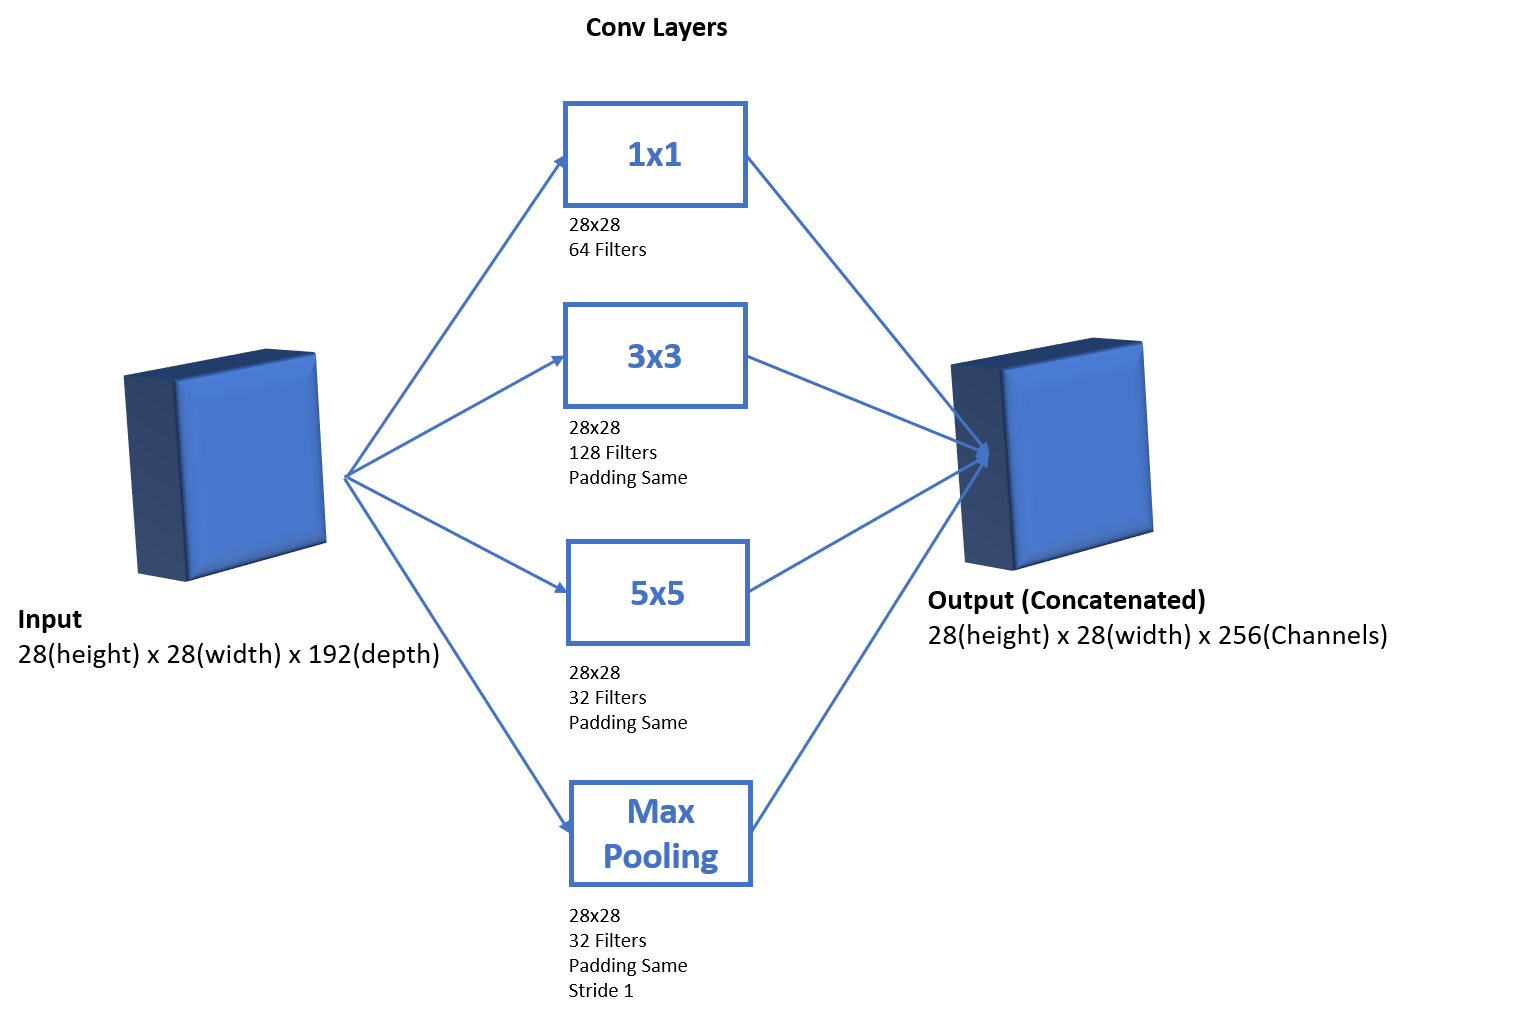 Conv Layers
1x1
28x28
64 Filters
3x3
28x28
128 Filters
Padding Same
5x5
28x28
32 Filters
Padding Same
Max
Pooling
28x28
32 Filters
Padding Same
Stride 1
Input
28(height) x 28(width) x 192(depth)
Output (Concatenated)
28(height) x 28(width) x 256(Channels)